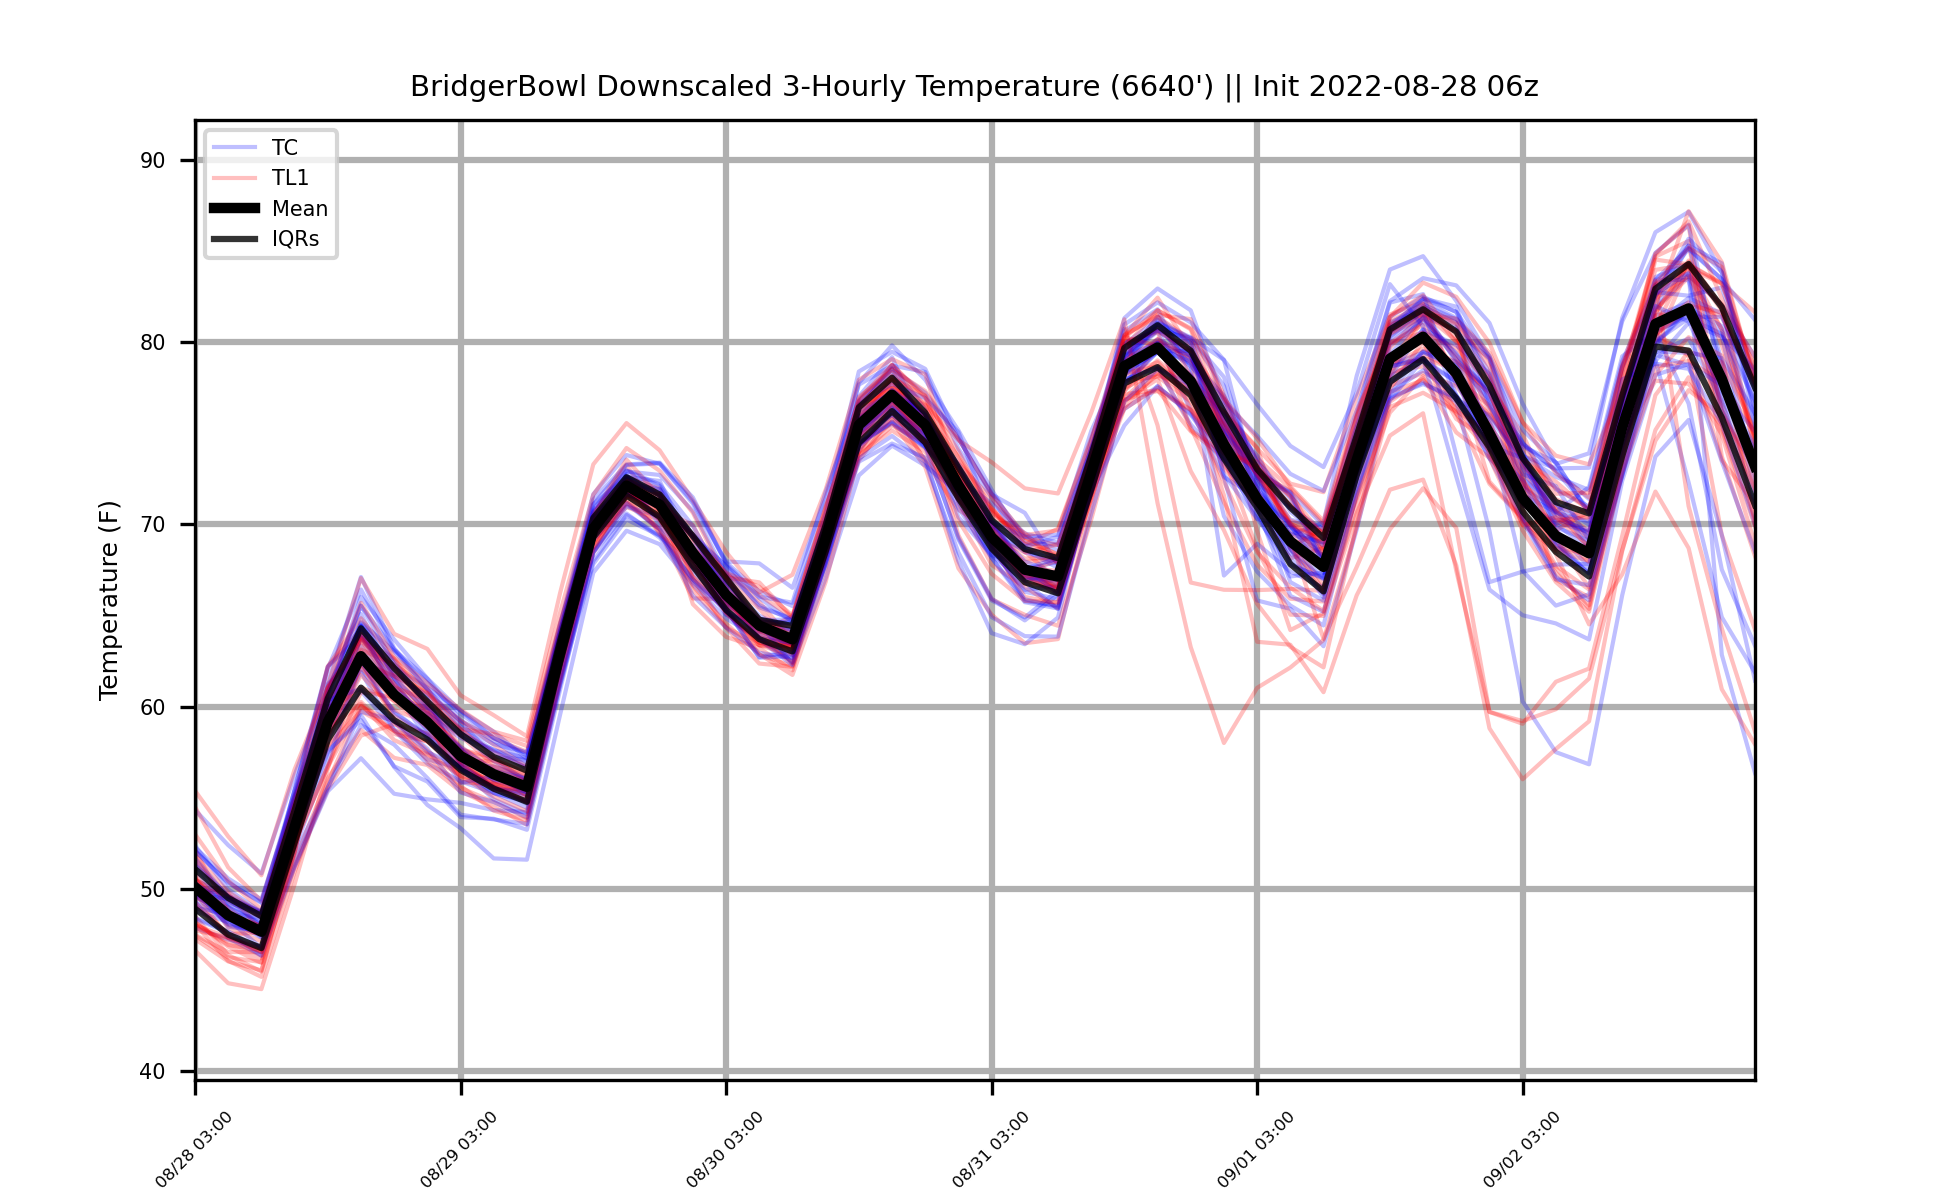 BridgerBowl Downscaled 3-Hourly Temperature (6640') || Init 2022-08-28 06z
TC
TL1
Mean
IQRs
Temperature (F)
90
80
70
60
50
40
08/28 03:00
08/29 03:00
08/30 03:00
08/31 03:00
09/01 03:00
09/02 03:00